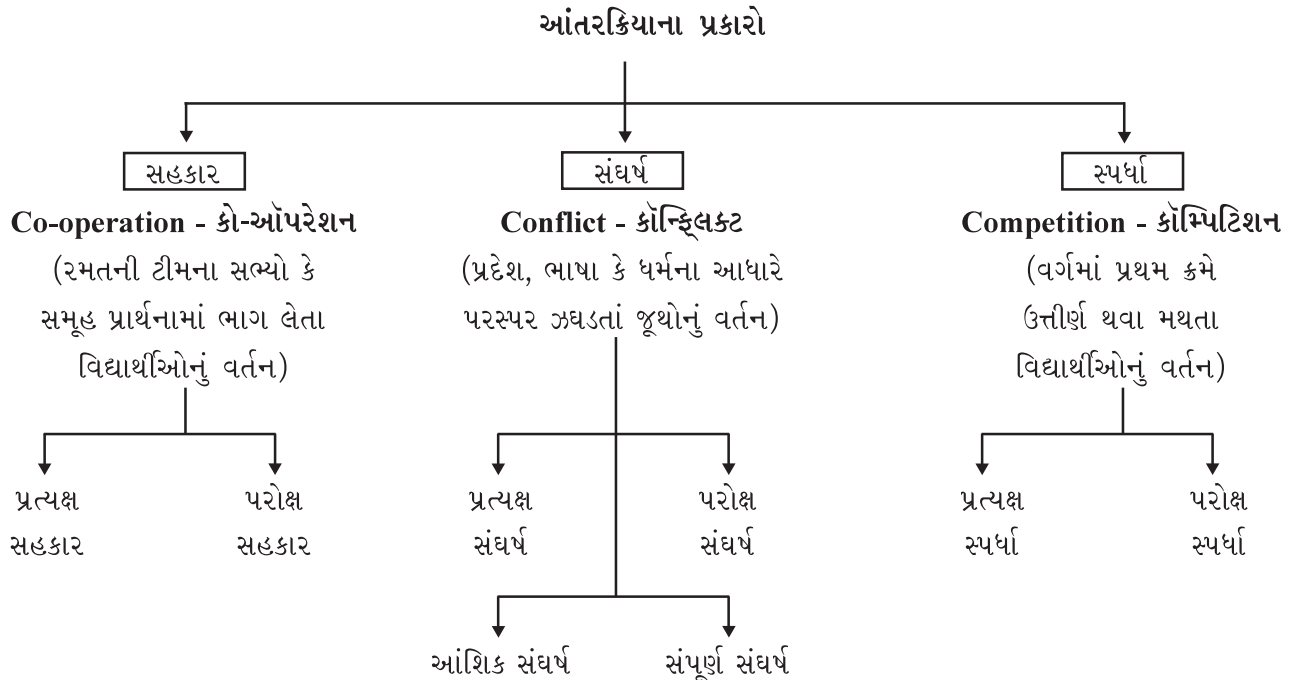 આંતરક્રિયાના પ્રકારો
સહકાર
સંઘર્ષ
સ્પર્ધા
Co-operation - કો-ઑપરેશન
(રમતની ટીમના સભ્યો કે
સમૂહ પ્રાર્થનામાં ભાગ લેતા
વિદ્યાર્થીઓનું વર્તન)
Conflict - કૉન્ફ્લિક્ટ
(પ્રદેશ, ભાષા કે ધર્મના આધારે
પરસ્પર ઝઘડતાં જૂથોનું વર્તન)
Competition - કૉમ્પિટિશન
(વર્ગમાં પ્રથમ ક્રમે
ઉત્તીર્ણ થવા મથતા
વિદ્યાર્થીઓનું વર્તન)
પ્રત્યક્ષ
સહકાર
પરોક્ષ
સહકાર
પ્રત્યક્ષ
સંઘર્ષ
પરોક્ષ
સંઘર્ષ
પ્રત્યક્ષ
સ્પર્ધા
પરોક્ષ
સ્પર્ધા
આંશિક સંઘર્ષ
સંપૂર્ણ સંઘર્ષ